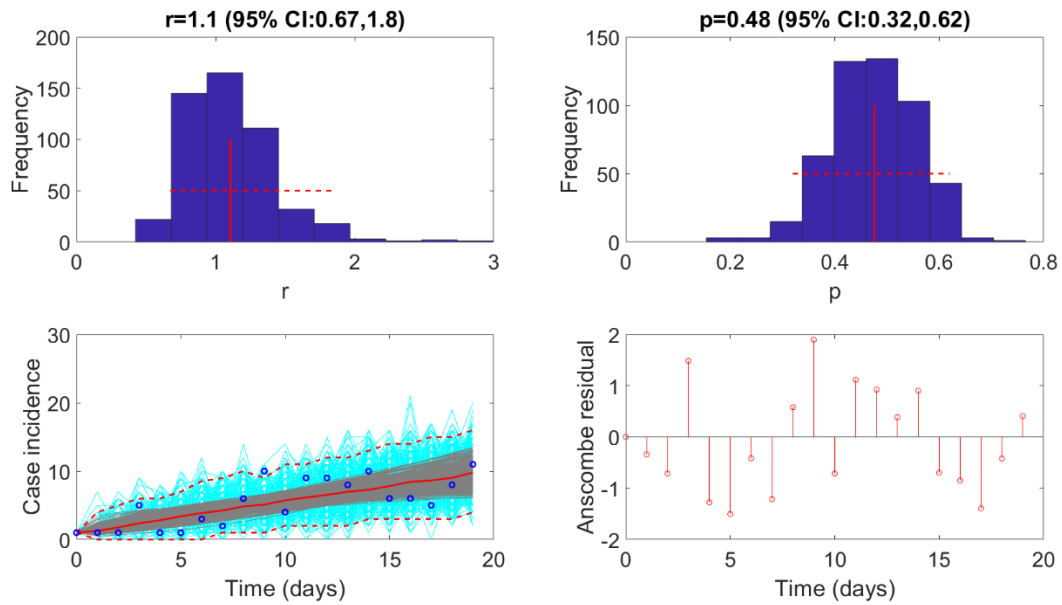 r=1.1 (95% CI:0.67,1.8)
200
150
100
50
0
Frequency
0 1 2 3
r
p=0.48 (95% CI:0.32,0.62)
150
100
50
0
Frequency
0 0.2 0.4 0.6 0.8
p
30
20
10
0
Case incidence
0 5 10 15 20
Time (days)
2
1
0
-1
-2
Anscombe residual
0 5 10 15 20
Time (days)